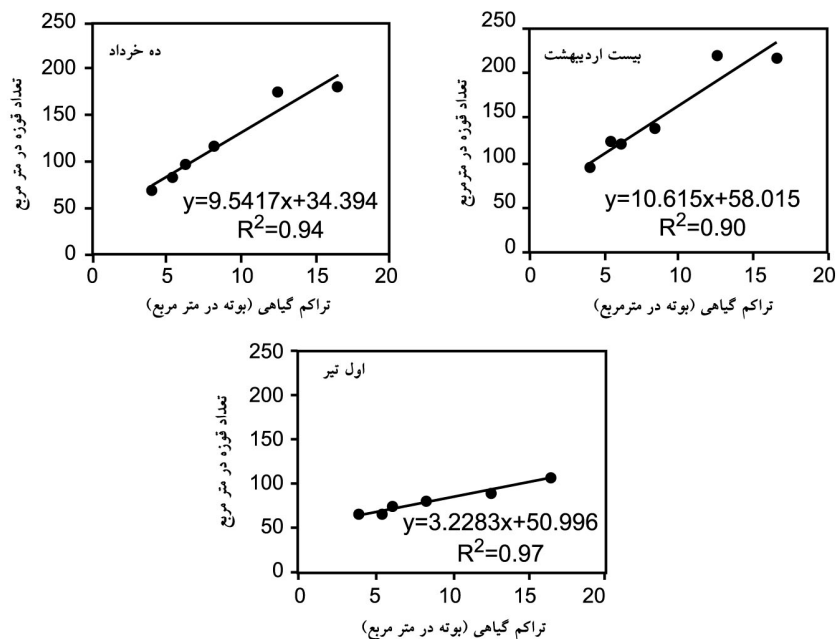 ده خرداد
تعداد قوزه در متر مربع
250
200
150
100
50
0
y=9.5417x+34.394
R²=0.94
0 5 10 15 20
تراکم گیاهی (بوته در متر مربع)
بیست اردیبهشت
تعداد قوزه در مترمربع
250
200
150
100
50
0
y=10.615x+58.015
R²=0.90
0 5 10 15 20
تراکم گیاهی (بوته در مترمربع)
اول تیر
تعداد قوزه در متر مربع
250
200
150
100
50
0
y=3.2283x+50.996
R²=0.97
0 5 10 15 20
تراکم گیاهی (بوته در متر مربع)